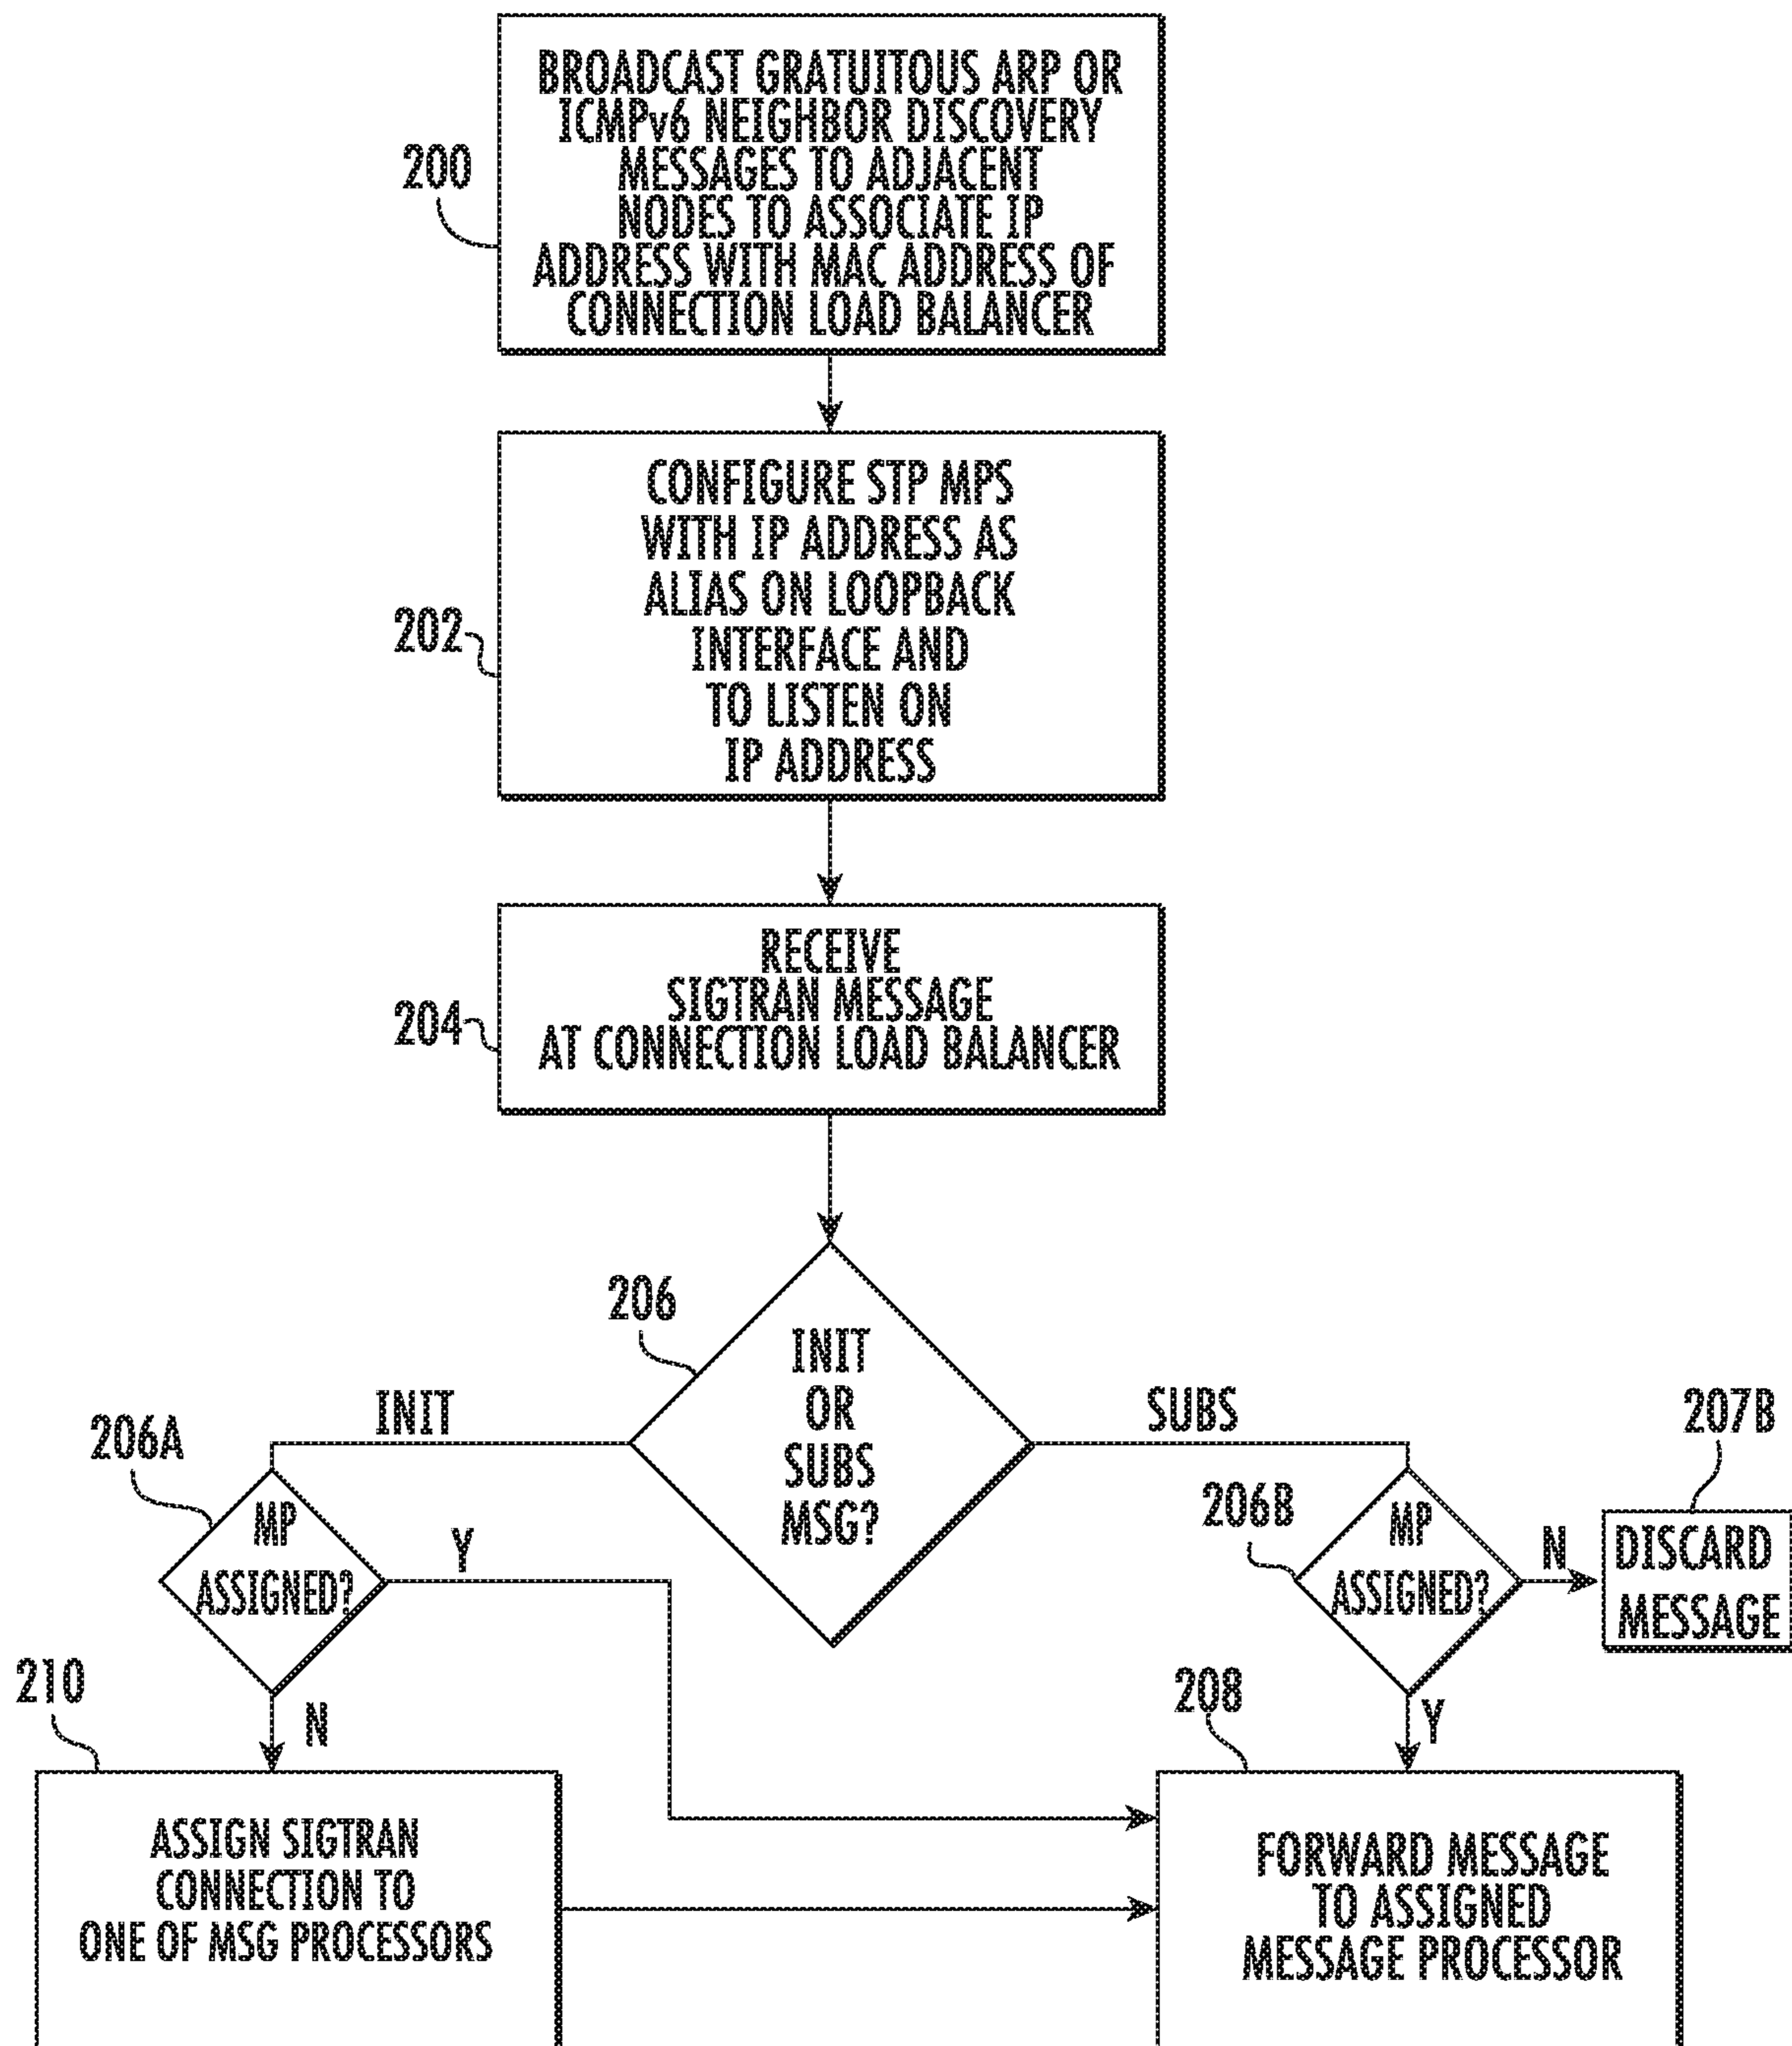 BROADCAST GRATUITOUS ARP OR
ICMPv6 NEIGHBOR DISCOVERY
MESSAGES TO ADJACENT
NODES TO ASSOCIATE IP
ADDRESS WITH MAC ADDRESS OF
CONNECTION LOAD BALANCER
200
CONFIGURE STP MPS
WITH IP ADDRESS AS
ALIAS ON LOOPBACK
INTERFACE AND
TO LISTEN ON
IP ADDRESS
202
RECEIVE
SIGTRAN MESSAGE
AT CONNECTION LOAD BALANCER
204
206
INIT
OR
SUBS
MSG?
INIT
SUBS
206A
MP
ASSIGNED?
Y
N
206B
MP
ASSIGNED?
N
Y
207B
DISCARD
MESSAGE
210
ASSIGN SIGTRAN
CONNECTION TO
ONE OF MSG PROCESSORS
208
FORWARD MESSAGE
TO ASSIGNED
MESSAGE PROCESSOR